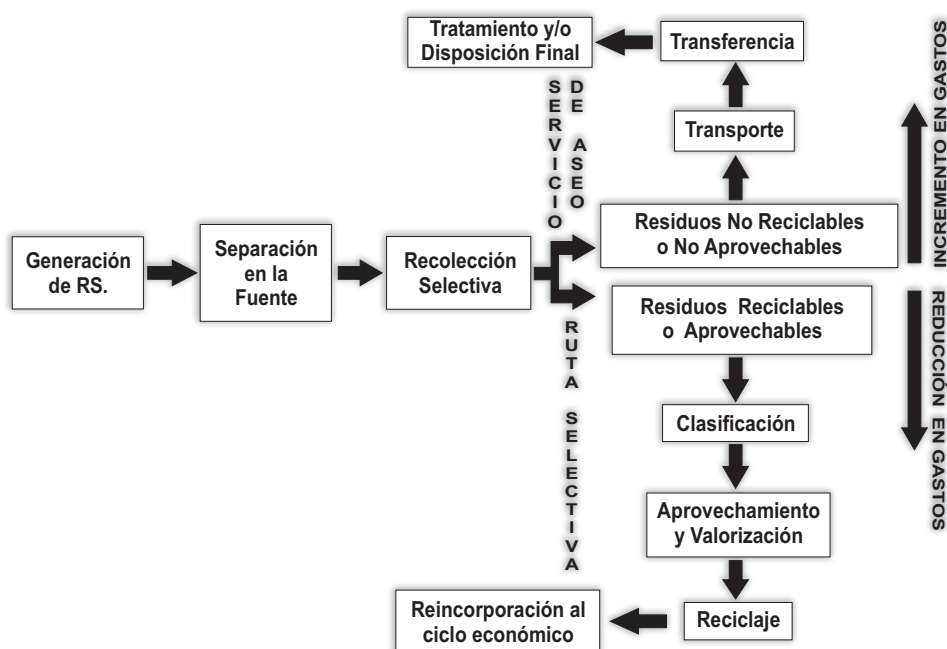 Tratamiento y/o
Disposición Final
Transferencia
Transporte
SERVICIO
DE ASEO
Residuos No Reciclables
o No Aprovechables
INCREMENTO EN GASTOS
Generación
de RS.
Separación
en la
Fuente
Recolección
Selectiva
Residuos Reciclables
o Aprovechables
RUTA SELECTIVA
REDUCCIÓN EN GASTOS
Clasificación
Aprovechamiento
y Valorización
Reciclaje
Reincorporación al
ciclo económico